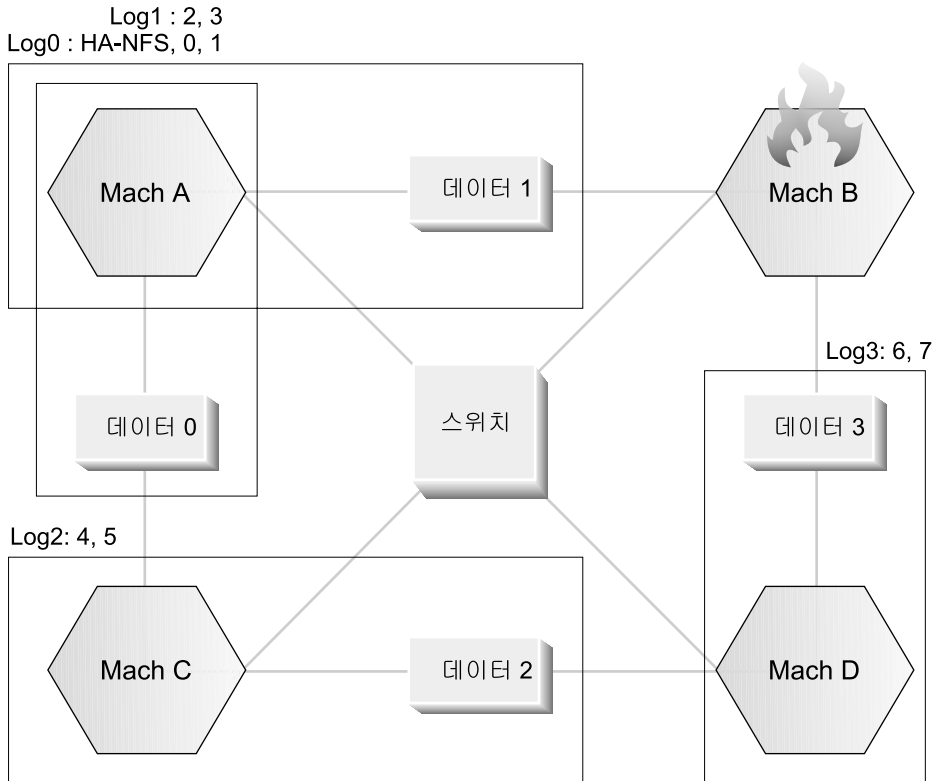 Log1 : 2, 3
Log0 : HA-NFS, 0, 1
Mach A
데이터 1
Mach B
Log3: 6, 7
데이터 0
스위치
데이터 3
Log2: 4, 5
Mach C
데이터 2
Mach D